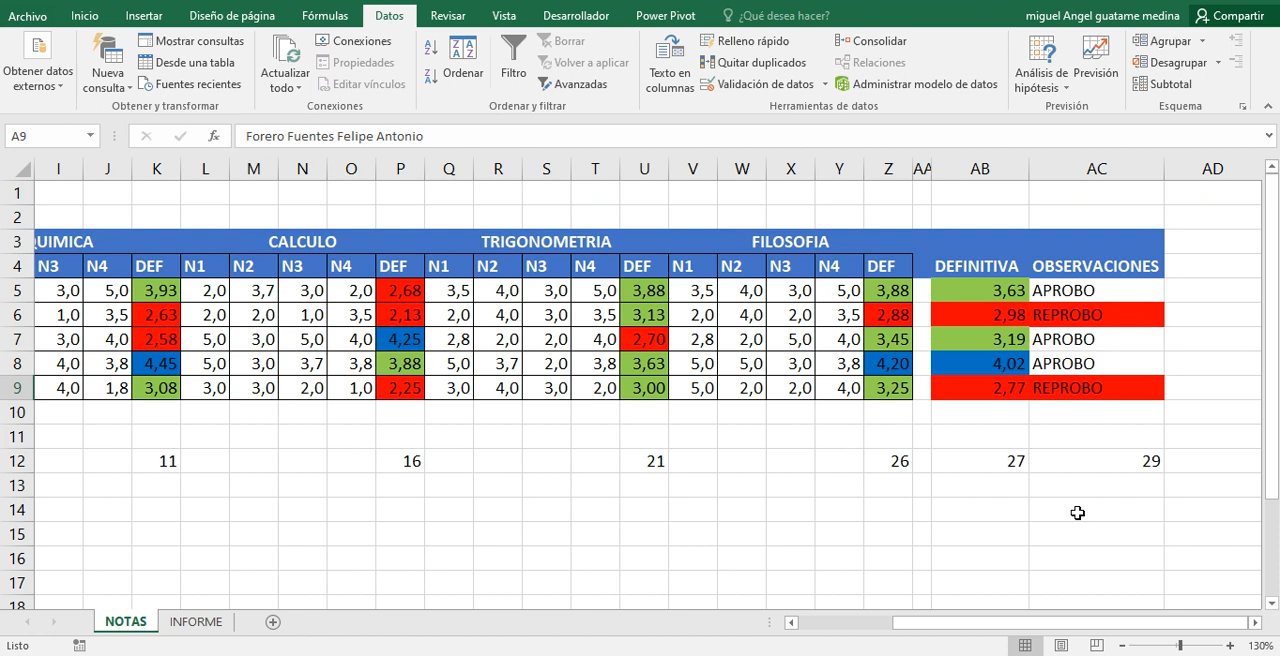 Archivo Inicio Insertar Diseño de página Fórmulas Datos Revisar Vista Desarrollador Power Pivot ¿Qué desea hacer? miguel Angel guatame medina Compartir
Obtener datos externos
Nueva consulta
Mostrar consultas
Desde una tabla
Fuentes recientes
Obtener y transformar
Actualizar todo
Conexiones
Propiedades
Editar vínculos
Conexiones
Ordenar
Filtro
Borrar
Volver a aplicar
Avanzadas
Ordenar y filtrar
Texto en columnas
Relleno rápido
Quitar duplicados
Validación de datos
Consolidar
Relaciones
Administrar modelo de datos
Herramientas de datos
Análisis de hipótesis
Previsión
Previsión
Agrupar
Desagrupar
Subtotal
Esquema
A9 fx Forero Fuentes Felipe Antonio
I J K L M N O P Q R S T U V W X Y Z AA AB AC AD
1
2
3 QUIMICA CALCULO TRIGONOMETRIA FILOSOFIA
4 N3 N4 DEF N1 N2 N3 N4 DEF N1 N2 N3 N4 DEF N1 N2 N3 N4 DEF DEFINITIVA OBSERVACIONES
5 3,0 5,0 3,93 2,0 3,7 3,0 2,0 2,68 3,5 4,0 3,0 5,0 3,88 3,5 4,0 3,0 5,0 3,88 3,63 APROBO
6 1,0 3,5 2,63 2,0 2,0 1,0 3,5 2,13 2,0 4,0 3,0 3,5 3,13 2,0 4,0 2,0 3,5 2,88 2,98 REPROBO
7 3,0 4,0 2,58 5,0 3,0 5,0 4,0 4,25 2,8 2,0 2,0 4,0 2,70 2,8 2,0 5,0 4,0 3,45 3,19 APROBO
8 4,0 3,8 4,45 5,0 3,0 3,7 3,8 3,88 5,0 3,7 2,0 3,8 3,63 5,0 5,0 3,0 3,8 4,20 4,02 APROBO
9 4,0 1,8 3,08 3,0 3,0 2,0 1,0 2,25 3,0 4,0 2,0 3,0 3,00 5,0 2,0 2,0 4,0 3,25 2,77 REPROBO
10
11
12 11 16 21 26 27 29
13
14
15
16
17
18
NOTAS INFORME
Listo 130%